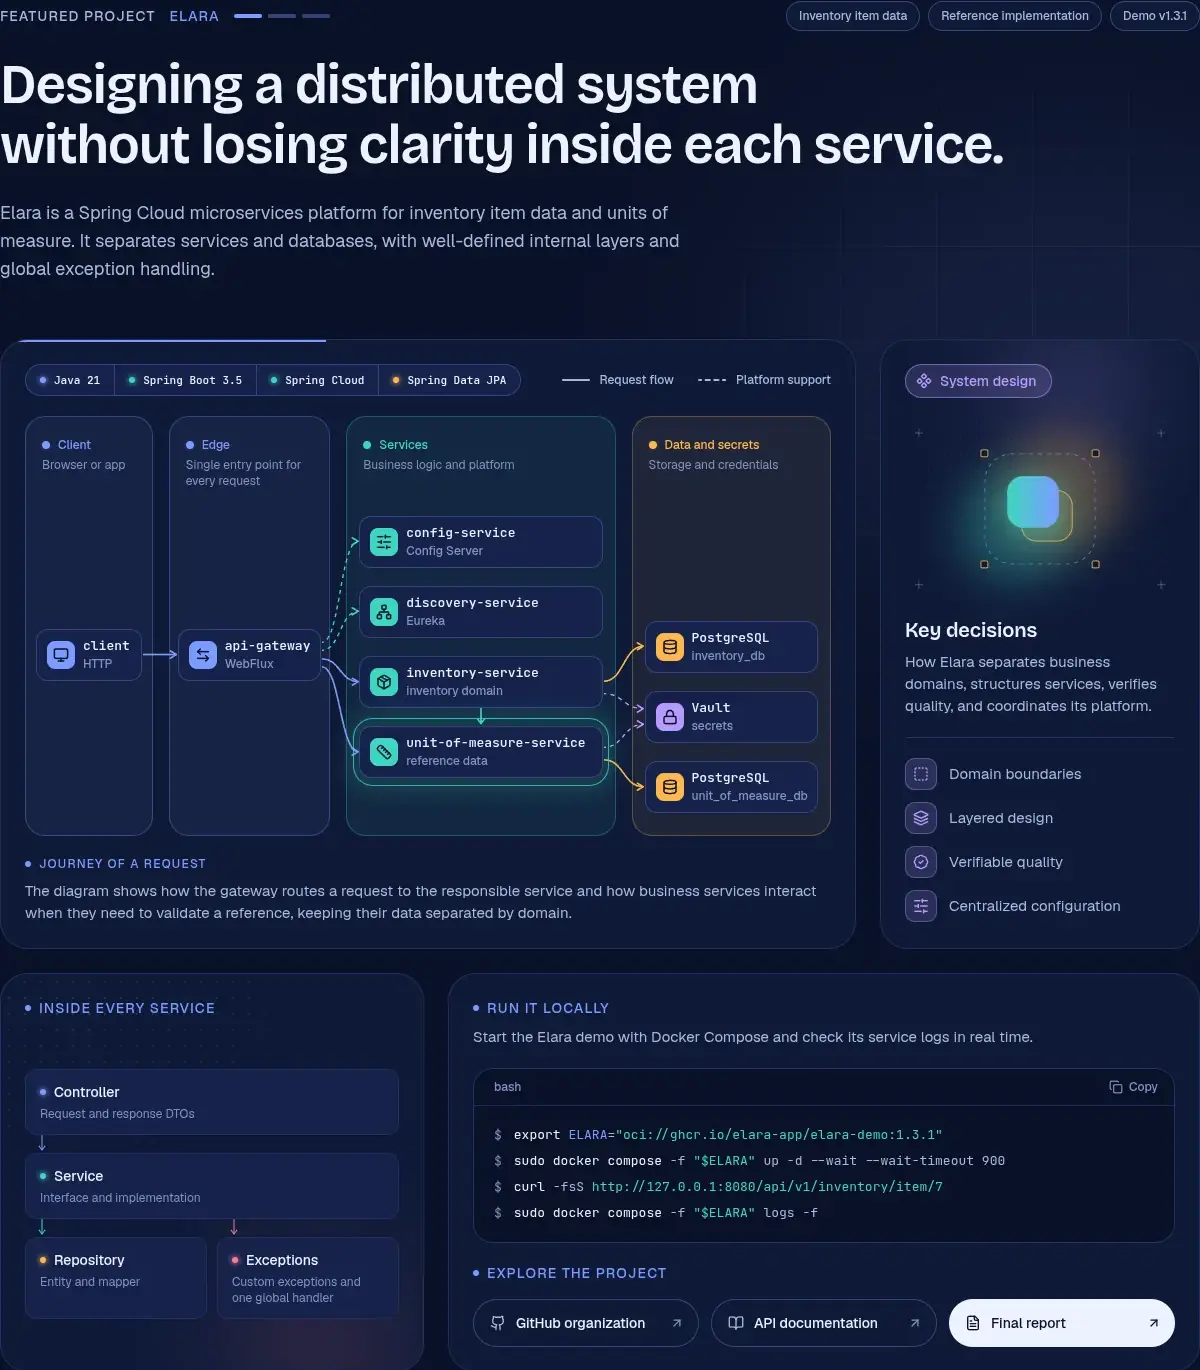 FEATURED PROJECT ELARA
Inventory item data
Reference implementation
Demo v1.3.1
Designing a distributed system
without losing clarity inside each service.
Elara is a Spring Cloud microservices platform for inventory item data and units of
measure. It separates services and databases, with well-defined internal layers and
global exception handling.
Java 21
Spring Boot 3.5
Spring Cloud
Spring Data JPA
Request flow
Platform support
Client
Browser or app
Edge
Single entry point for
every request
Services
Business logic and platform
Data and secrets
Storage and credentials
client
HTTP
api-gateway
WebFlux
config-service
Config Server
discovery-service
Eureka
inventory-service
inventory domain
unit-of-measure-service
reference data
PostgreSQL
inventory_db
Vault
secrets
PostgreSQL
unit_of_measure_db
JOURNEY OF A REQUEST
The diagram shows how the gateway routes a request to the responsible service and how business services interact
when they need to validate a reference, keeping their data separated by domain.
System design
Key decisions
How Elara separates business
domains, structures services, verifies
quality, and coordinates its platform.
Domain boundaries
Layered design
Verifiable quality
Centralized configuration
INSIDE EVERY SERVICE
Controller
Request and response DTOs
Service
Interface and implementation
Repository
Entity and mapper
Exceptions
Custom exceptions and
one global handler
RUN IT LOCALLY
Start the Elara demo with Docker Compose and check its service logs in real time.
bash
Copy
$ export ELARA="oci://ghcr.io/elara-app/elara-demo:1.3.1"
$ sudo docker compose -f "$ELARA" up -d --wait --wait-timeout 900
$ curl -fsS http://127.0.0.1:8080/api/v1/inventory/item/7
$ sudo docker compose -f "$ELARA" logs -f
EXPLORE THE PROJECT
GitHub organization
API documentation
Final report